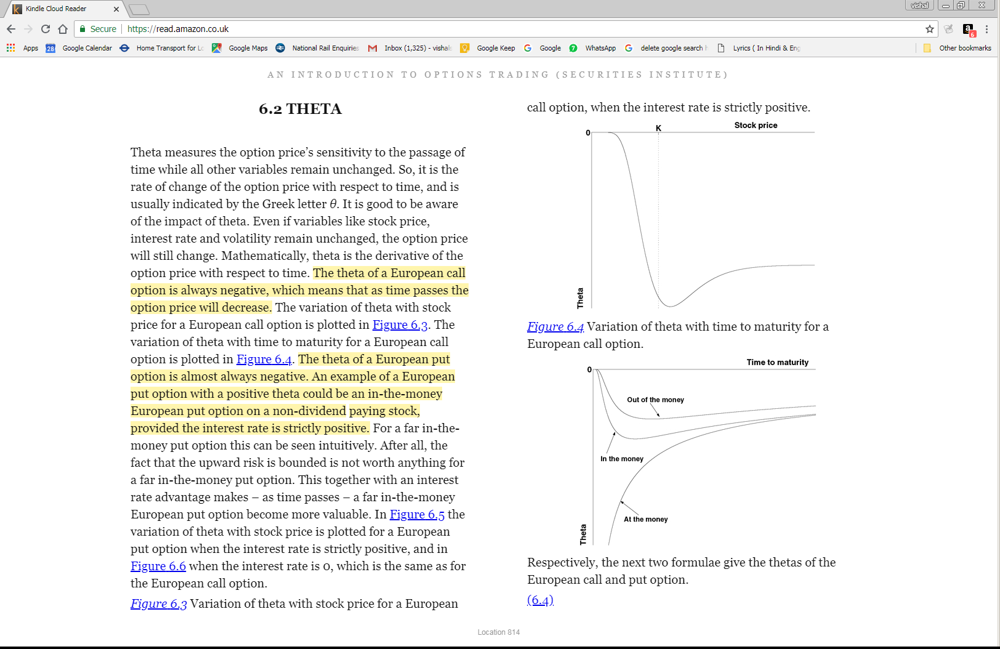 Kindle Cloud Reader
vishal
Secure
https://read.amazon.co.uk
6
Apps
28
Google Calendar
Home Transport for Lo
Google Maps
National Rail Enquiries
Inbox (1,325) - vishals
Google Keep
Google
7
WhatsApp
delete google search h
Lyrics ( In Hindi & Eng
Other bookmarks
AN INTRODUCTION TO OPTIONS TRADING (SECURITIES INSTITUTE)
6.2 THETA
Theta measures the option price’s sensitivity to the passage of
time while all other variables remain unchanged. So, it is the
rate of change of the option price with respect to time, and is
usually indicated by the Greek letter θ. It is good to be aware
of the impact of theta. Even if variables like stock price,
interest rate and volatility remain unchanged, the option price
will still change. Mathematically, theta is the derivative of the
option price with respect to time. The theta of a European call
option is always negative, which means that as time passes the
option price will decrease. The variation of theta with stock
price for a European call option is plotted in Figure 6.3. The
variation of theta with time to maturity for a European call
option is plotted in Figure 6.4. The theta of a European put
option is almost always negative. An example of a European
put option with a positive theta could be an in-the-money
European put option on a non-dividend paying stock,
provided the interest rate is strictly positive. For a far in-the-
money put option this can be seen intuitively. After all, the
fact that the upward risk is bounded is not worth anything for
a far in-the-money put option. This together with an interest
rate advantage makes – as time passes – a far in-the-money
European put option become more valuable. In Figure 6.5 the
variation of theta with stock price is plotted for a European
put option when the interest rate is strictly positive, and in
Figure 6.6 when the interest rate is 0, which is the same as for
the European call option.
Figure 6.3 Variation of theta with stock price for a European
call option, when the interest rate is strictly positive.
0
K
Stock price
Theta
Figure 6.4 Variation of theta with time to maturity for a
European call option.
Time to maturity
0
Out of the money
In the money
At the money
Theta
Respectively, the next two formulae give the thetas of the
European call and put option.
(6.4)
Location 814